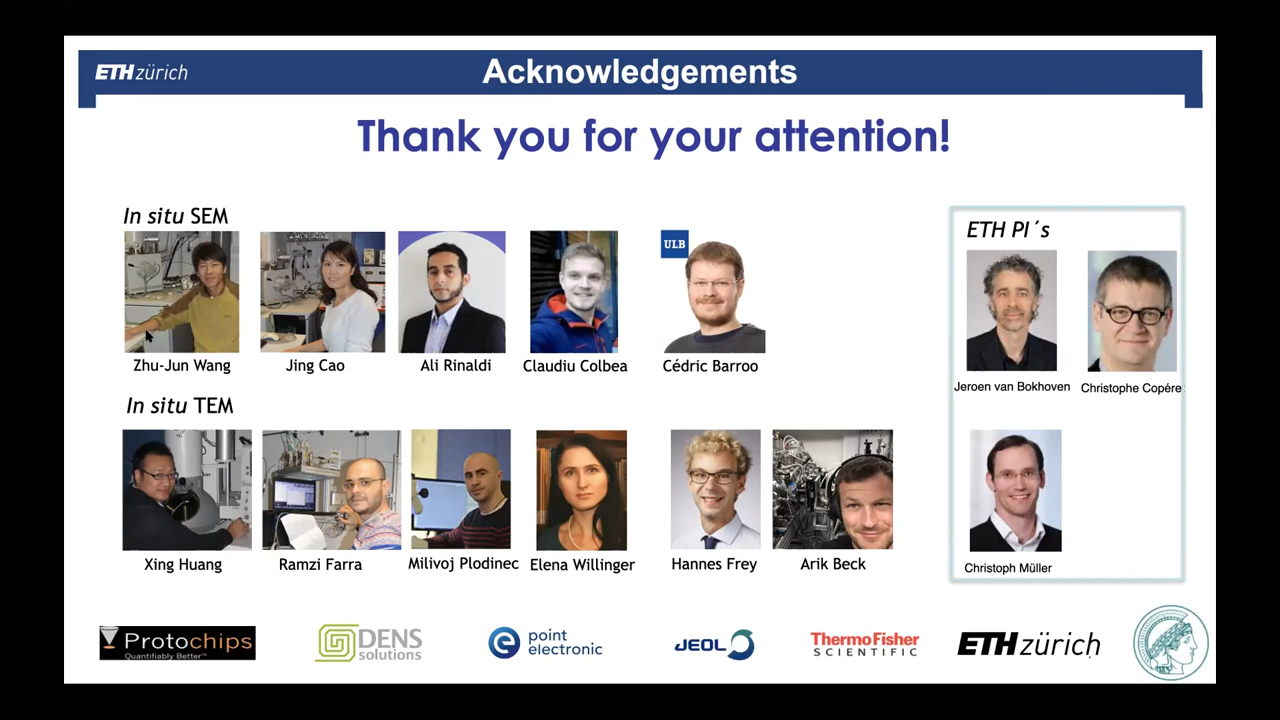 ETH zürich
Acknowledgements
Thank you for your attention!
In situ SEM
ULB
Zhu-Jun Wang
Jing Cao
Ali Rinaldi
Claudiu Colbea
Cédric Barroo
In situ TEM
Xing Huang
Ramzi Farra
Milivoj Plodinec
Elena Willinger
Hannes Frey
Arik Beck
ETH PI´s
Jeroen van Bokhoven
Christophe Copére
Christoph Müller
Protochips
Quantifiably Better™
DENS
solutions
e point
electronic
JEOL
ThermoFisher
SCIENTIFIC
ETH zürich